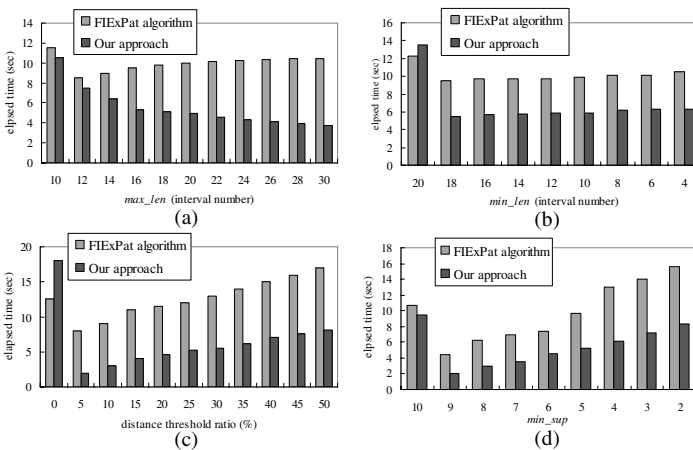 14
12
10
8
6
4
2
0
elpsed time (sec)
FIExPat algorithm
Our approach
10 12 14 16 18 20 22 24 26 28 30
max_len (interval number)
(a)
16
14
12
10
8
6
4
2
0
elpsed time (sec)
FIExPat algorithm
Our approach
20 18 16 14 12 10 8 6 4
min_len (interval number)
(b)
20
15
10
5
0
elapsed time (sec)
FIExPat algorithm
Our approach
0 5 10 15 20 25 30 35 40 45 50
distance threshold ratio (%)
(c)
18
16
14
12
10
8
6
4
2
0
elapsed time (sec)
FIExPat algorithm
Our approach
10 9 8 7 6 5 4 3 2
min_sup
(d)